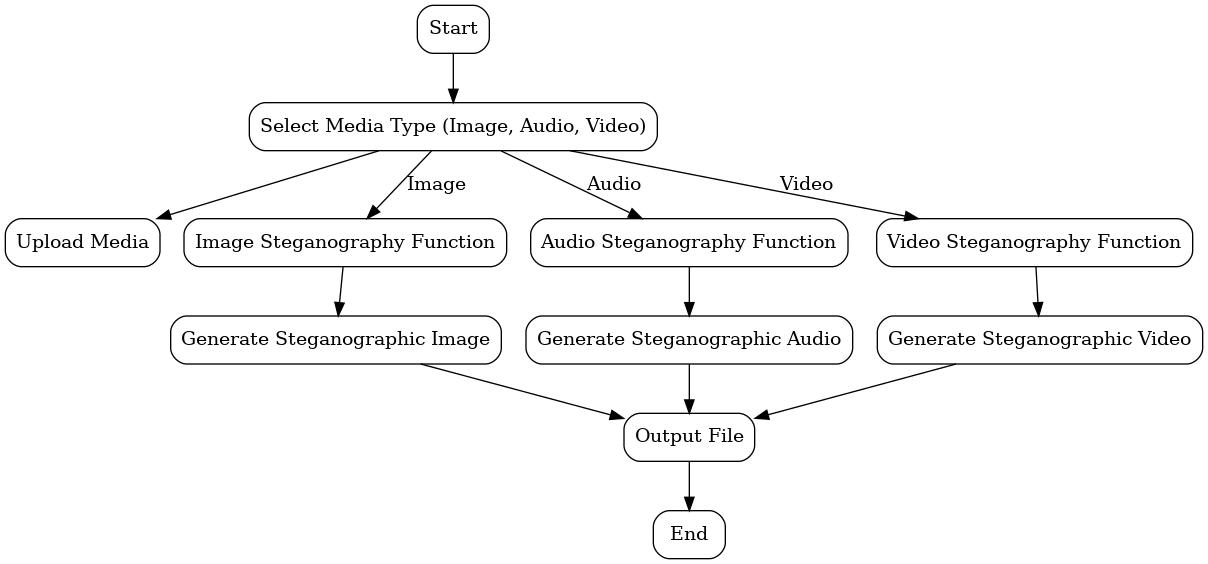 Start
Select Media Type (Image, Audio, Video)
Image
Audio
Video
Upload Media
Image Steganography Function
Audio Steganography Function
Video Steganography Function
Generate Steganographic Image
Generate Steganographic Audio
Generate Steganographic Video
Output File
End